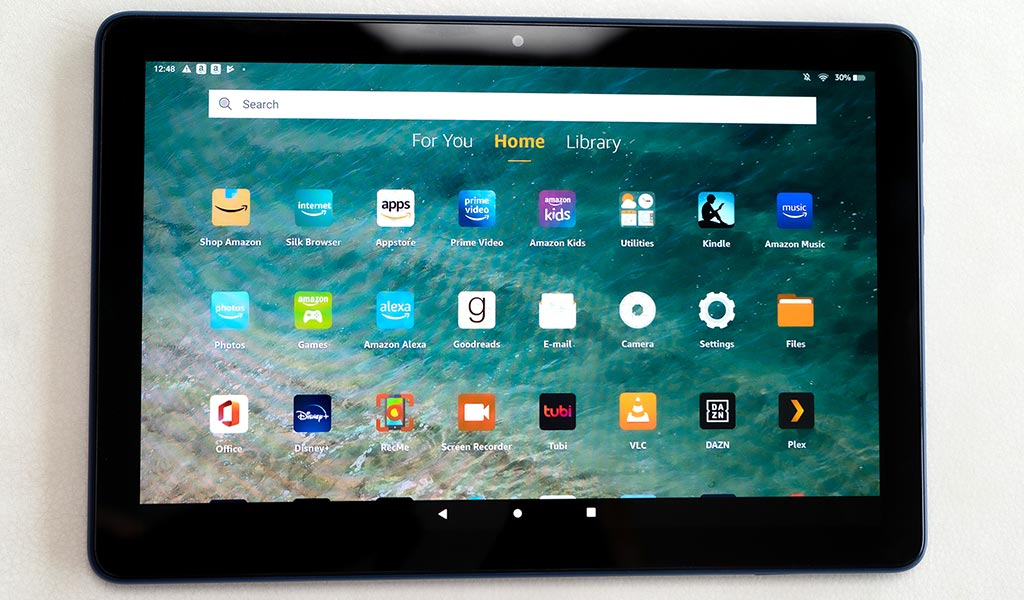 12:48
30%
Search
For You Home Library
internet apps prime video amazon kids music
Shop Amazon Silk Browser Appstore Prime Video Amazon Kids Utilities Kindle Amazon Music
photos amazon alexa g
Photos Games Amazon Alexa Goodreads E-mail Camera Settings Files
Disney+ tubi DAZN
Office Disney+ RecMe Screen Recorder Tubi VLC DAZN Plex